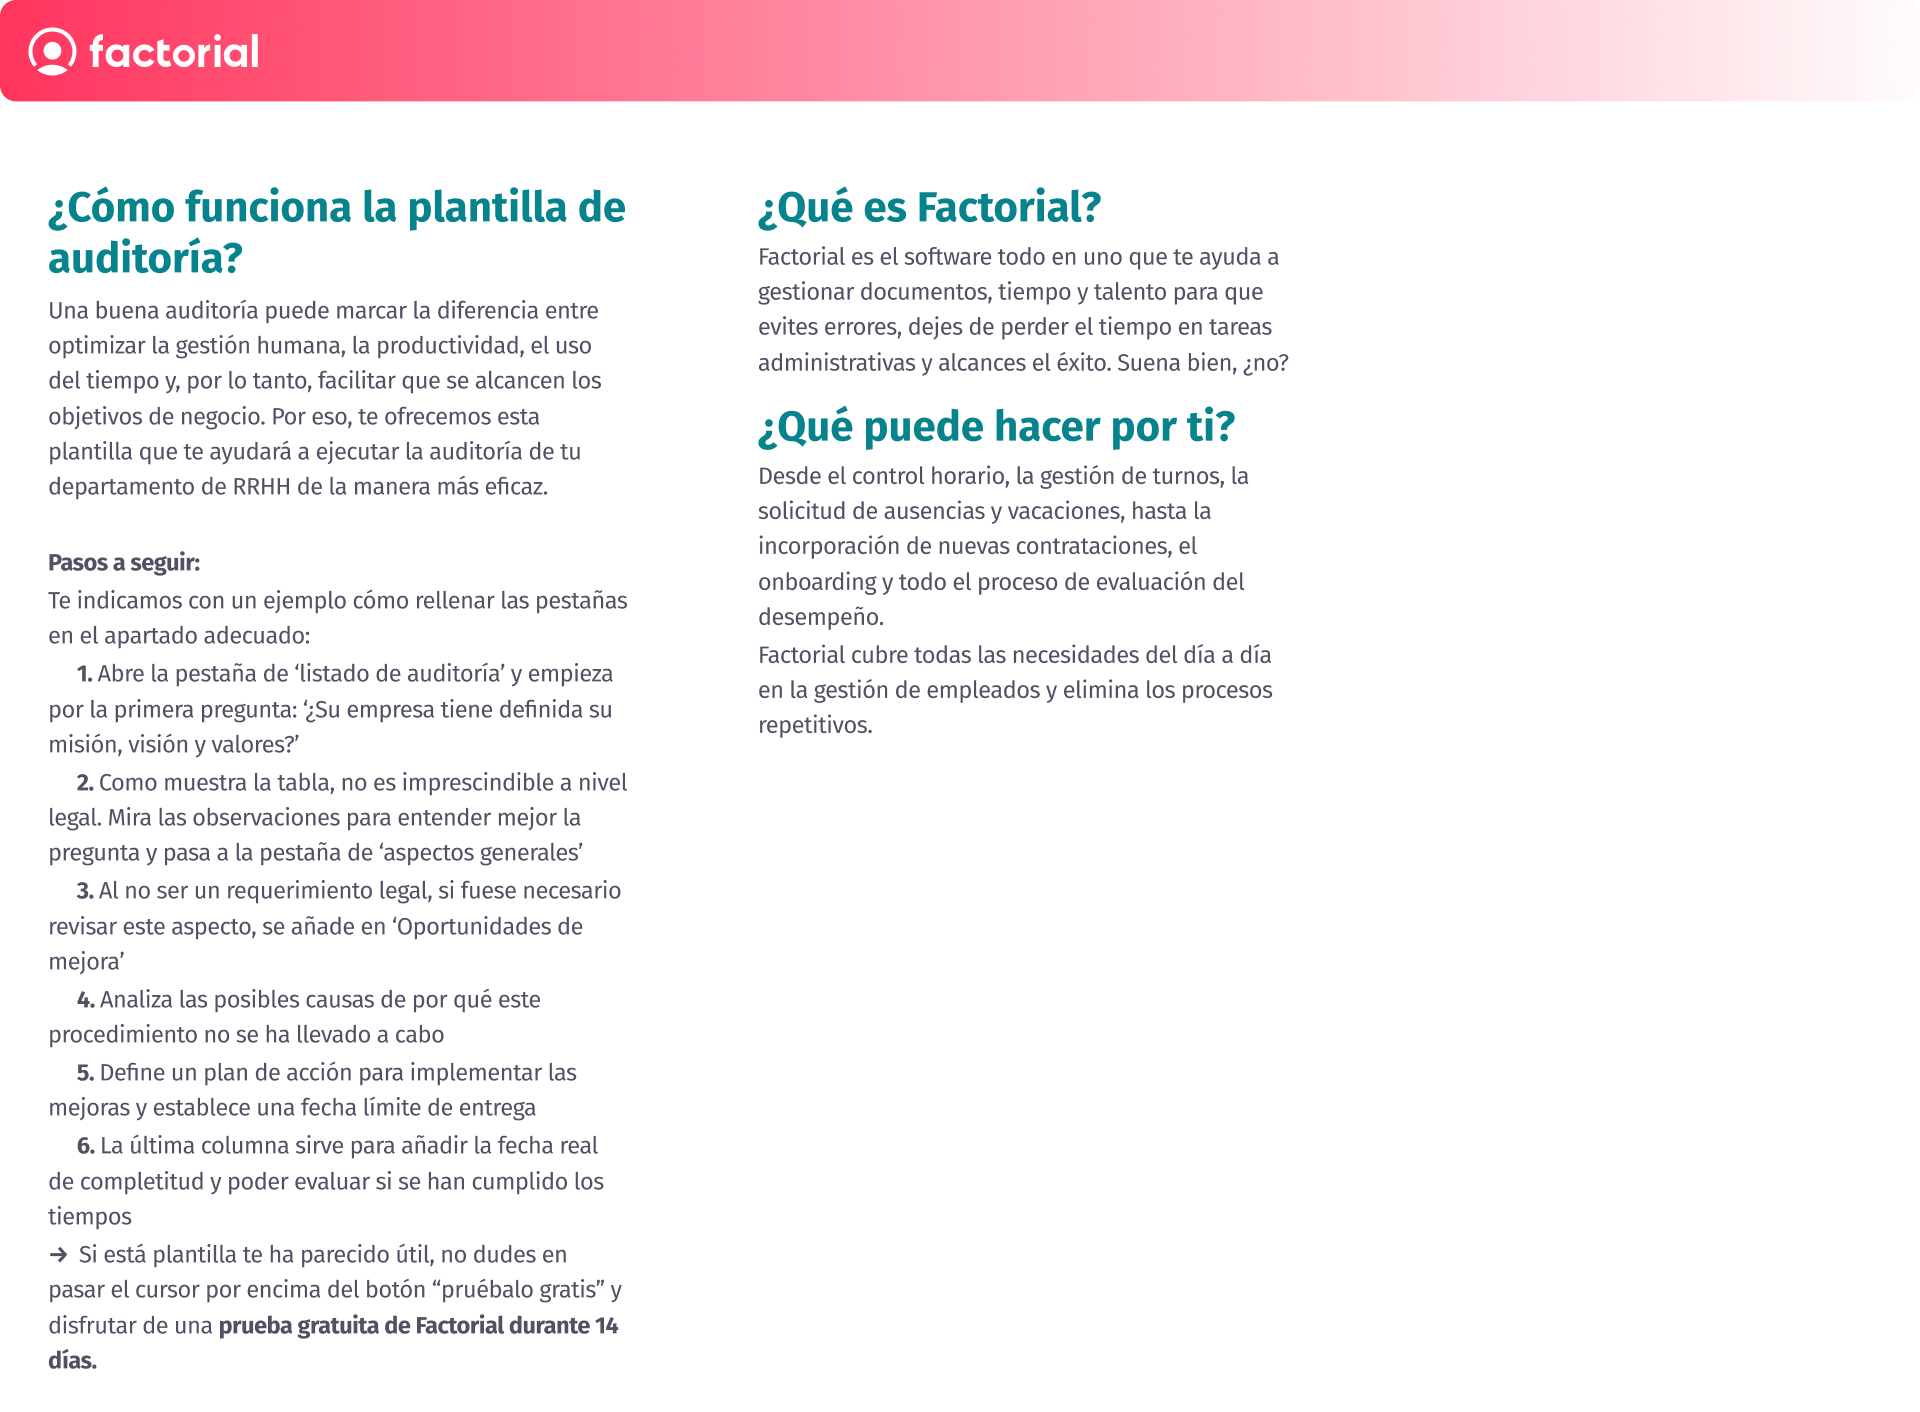 factorial
¿Cómo funciona la plantilla de
auditoría?
Una buena auditoría puede marcar la diferencia entre
optimizar la gestión humana, la productividad, el uso
del tiempo y, por lo tanto, facilitar que se alcancen los
objetivos de negocio. Por eso, te ofrecemos esta
plantilla que te ayudará a ejecutar la auditoría de tu
departamento de RRHH de la manera más eficaz.
Pasos a seguir:
Te indicamos con un ejemplo cómo rellenar las pestañas
en el apartado adecuado:
1. Abre la pestaña de ‘listado de auditoría’ y empieza
por la primera pregunta: ‘¿Su empresa tiene definida su
misión, visión y valores?’
2. Como muestra la tabla, no es imprescindible a nivel
legal. Mira las observaciones para entender mejor la
pregunta y pasa a la pestaña de ‘aspectos generales’
3. Al no ser un requerimiento legal, si fuese necesario
revisar este aspecto, se añade en ‘Oportunidades de
mejora’
4. Analiza las posibles causas de por qué este
procedimiento no se ha llevado a cabo
5. Define un plan de acción para implementar las
mejoras y establece una fecha límite de entrega
6. La última columna sirve para añadir la fecha real
de completitud y poder evaluar si se han cumplido los
tiempos
→ Si está plantilla te ha parecido útil, no dudes en
pasar el cursor por encima del botón “pruébalo gratis” y
disfrutar de una prueba gratuita de Factorial durante 14
días.
¿Qué es Factorial?
Factorial es el software todo en uno que te ayuda a
gestionar documentos, tiempo y talento para que
evites errores, dejes de perder el tiempo en tareas
administrativas y alcances el éxito. Suena bien, ¿no?
¿Qué puede hacer por ti?
Desde el control horario, la gestión de turnos, la
solicitud de ausencias y vacaciones, hasta la
incorporación de nuevas contrataciones, el
onboarding y todo el proceso de evaluación del
desempeño.
Factorial cubre todas las necesidades del día a día
en la gestión de empleados y elimina los procesos
repetitivos.